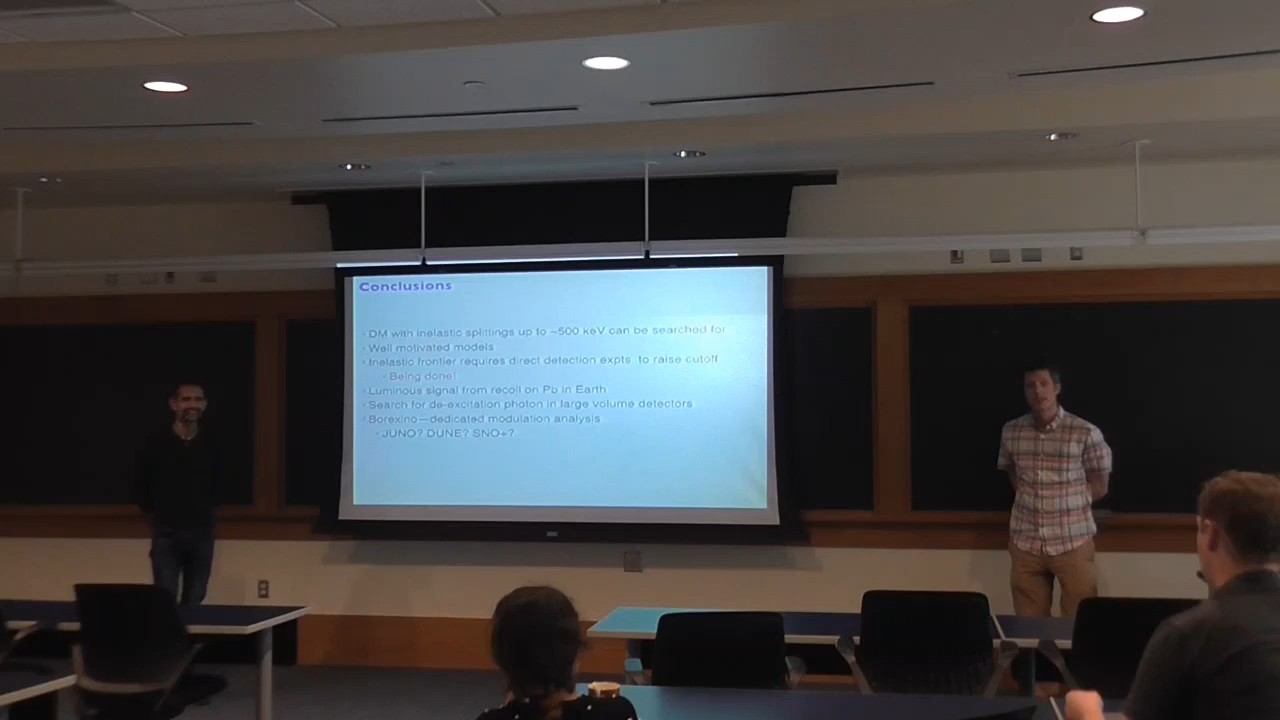 Conclusions
DM with inelastic splittings up to ~500 keV can be searched for
Well motivated models
Inelastic frontier requires direct detection expts. to raise cutoff
Being done!
Luminous signal from recoil on Pb in Earth
Search for de-excitation photon in large volume detectors
Borexino—dedicated modulation analysis
JUNO? DUNE? SNO+?